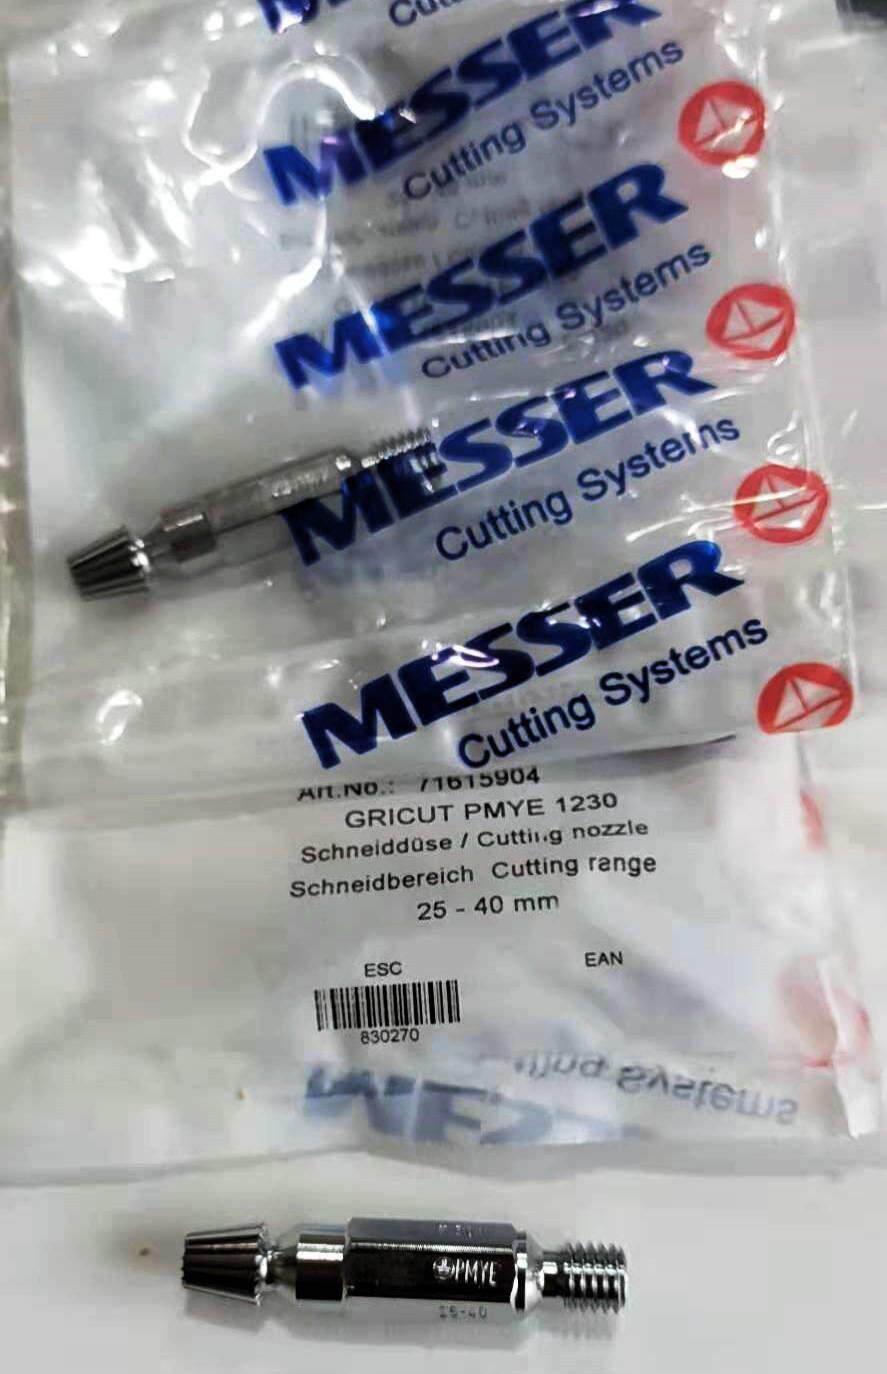 MESSER
Cutting Systems
MESSER
Cutting Systems
MESSER
Cutting Systems
MESSER
Cutting Systems
Art.No.: 71615904
GRICUT PMYE 1230
Schneiddüse / Cutting nozzle
Schneidbereich Cutting range
25 - 40 mm
ESC
EAN
830270
Systems
PMYE
25-40